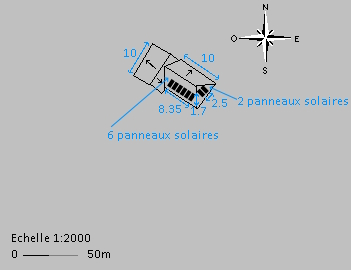 N
O E
S
10
10
2 panneaux solaires
2.5
8.35 1.7
6 panneaux solaires
Echelle 1:2000
0 50m